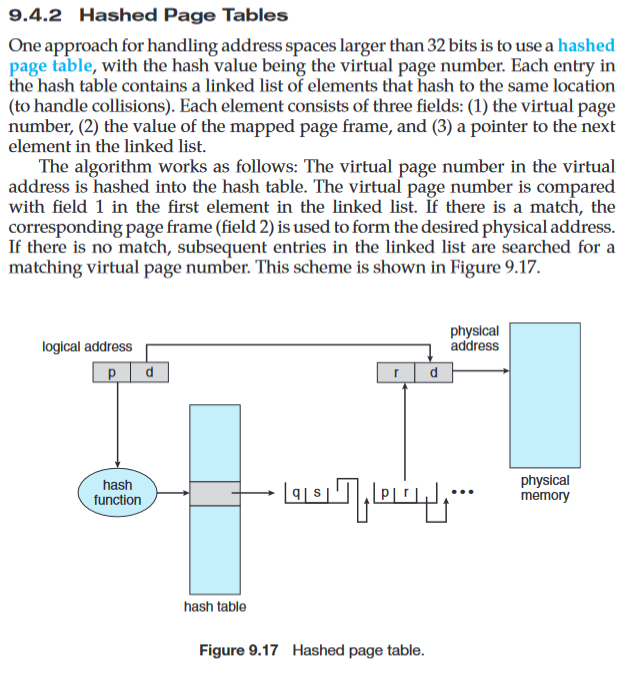 9.4.2 Hashed Page Tables
One approach for handling address spaces larger than 32 bits is to use a hashed
page table, with the hash value being the virtual page number. Each entry in
the hash table contains a linked list of elements that hash to the same location
(to handle collisions). Each element consists of three fields: (1) the virtual page
number, (2) the value of the mapped page frame, and (3) a pointer to the next
element in the linked list.
The algorithm works as follows: The virtual page number in the virtual
address is hashed into the hash table. The virtual page number is compared
with field 1 in the first element in the linked list. If there is a match, the
corresponding page frame (field 2) is used to form the desired physical address.
If there is no match, subsequent entries in the linked list are searched for a
matching virtual page number. This scheme is shown in Figure 9.17.
logical address
physical
address
p d
r d
hash
function
q s
p r
• • •
physical
memory
hash table
Figure 9.17 Hashed page table.